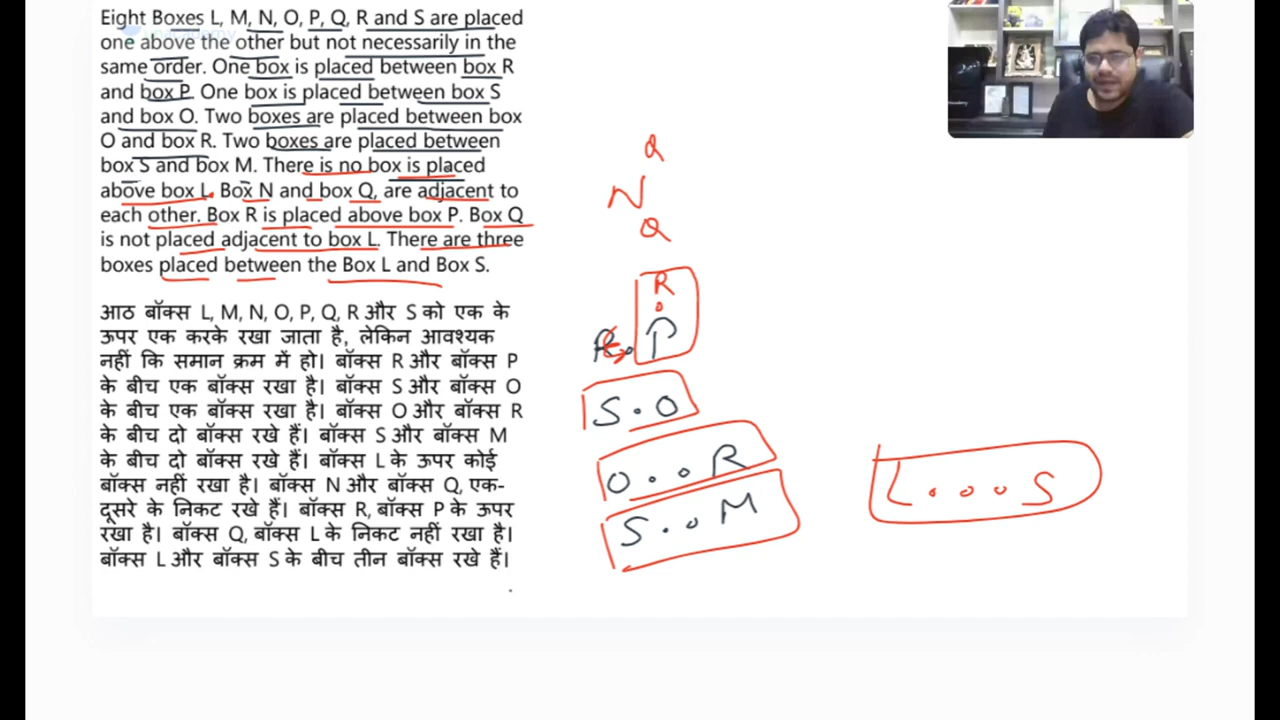 Eight Boxes L, M, N, O, P, Q, R and S are placed
one above the other but not necessarily in the
same order. One box is placed between box R
and box P. One box is placed between box S
and box O. Two boxes are placed between box
O and box R. Two boxes are placed between
box S and box M. There is no box is placed
above box L. Box N and box Q, are adjacent to
each other. Box R is placed above box P. Box Q
is not placed adjacent to box L. There are three
boxes placed between the Box L and Box S.
आठ बॉक्स L, M, N, O, P, Q, R और S को एक के
ऊपर एक करके रखा जाता है, लेकिन आवश्यक
नहीं कि समान क्रम में हो। बॉक्स R और बॉक्स P
के बीच एक बॉक्स रखा है। बॉक्स S और बॉक्स O
के बीच एक बॉक्स रखा है। बॉक्स O और बॉक्स R
के बीच दो बॉक्स रखे हैं। बॉक्स S और बॉक्स M
के बीच दो बॉक्स रखे हैं। बॉक्स L के ऊपर कोई
बॉक्स नहीं रखा है। बॉक्स N और बॉक्स Q, एक-
दूसरे के निकट रखे हैं। बॉक्स R, बॉक्स P के ऊपर
रखा है। बॉक्स Q, बॉक्स L के निकट नहीं रखा है।
बॉक्स L और बॉक्स S के बीच तीन बॉक्स रखे हैं।
Q
N
Q
R
.
P
S . O
O . . R
S . . M
L . . . S